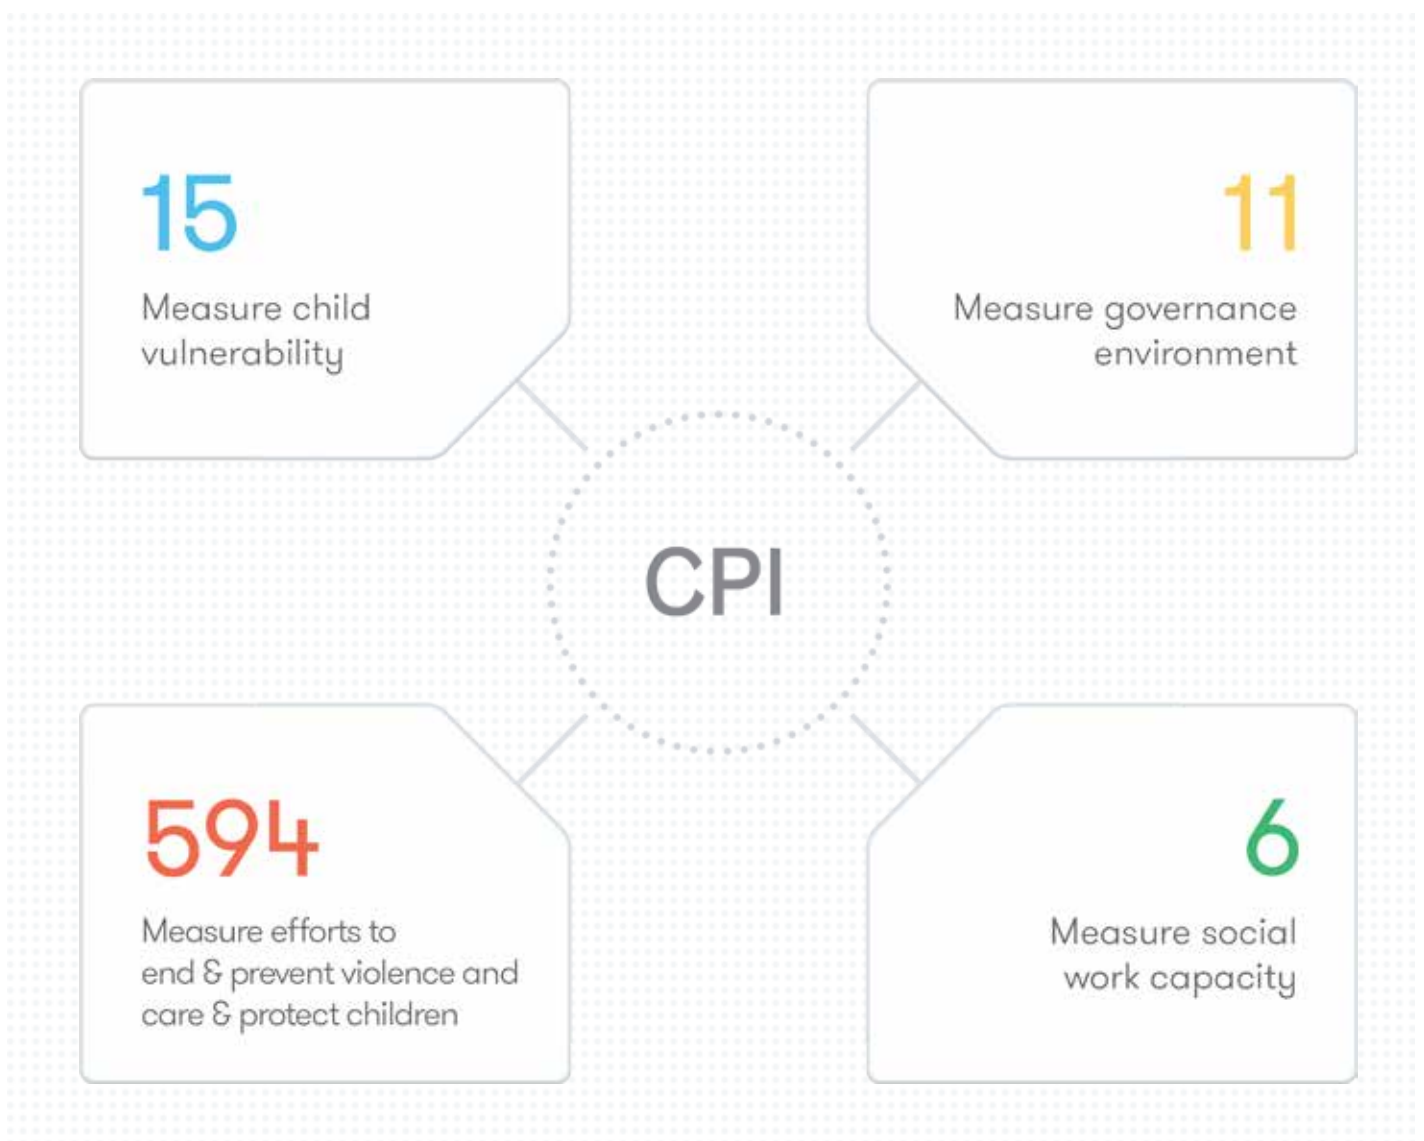 15
Measure child
vulnerability
11
Measure governance
environment
CPI
594
Measure efforts to
end & prevent violence and
care & protect children
6
Measure social
work capacity